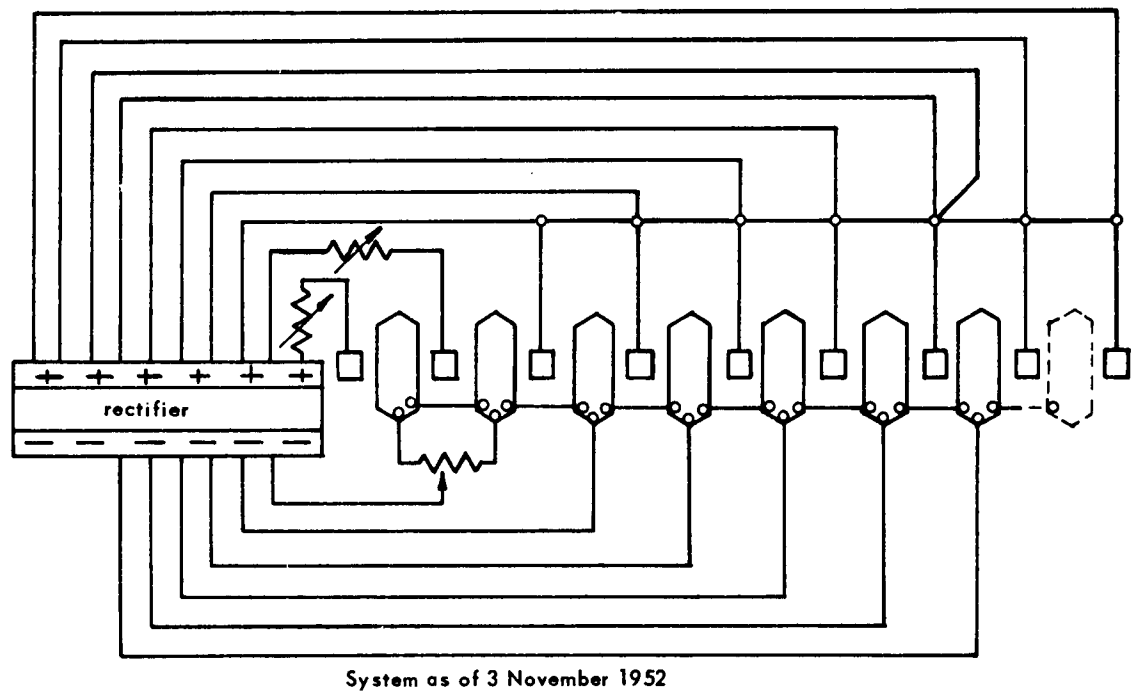 + + + + + +
rectifier
— — — — — —
System as of 3 November 1952